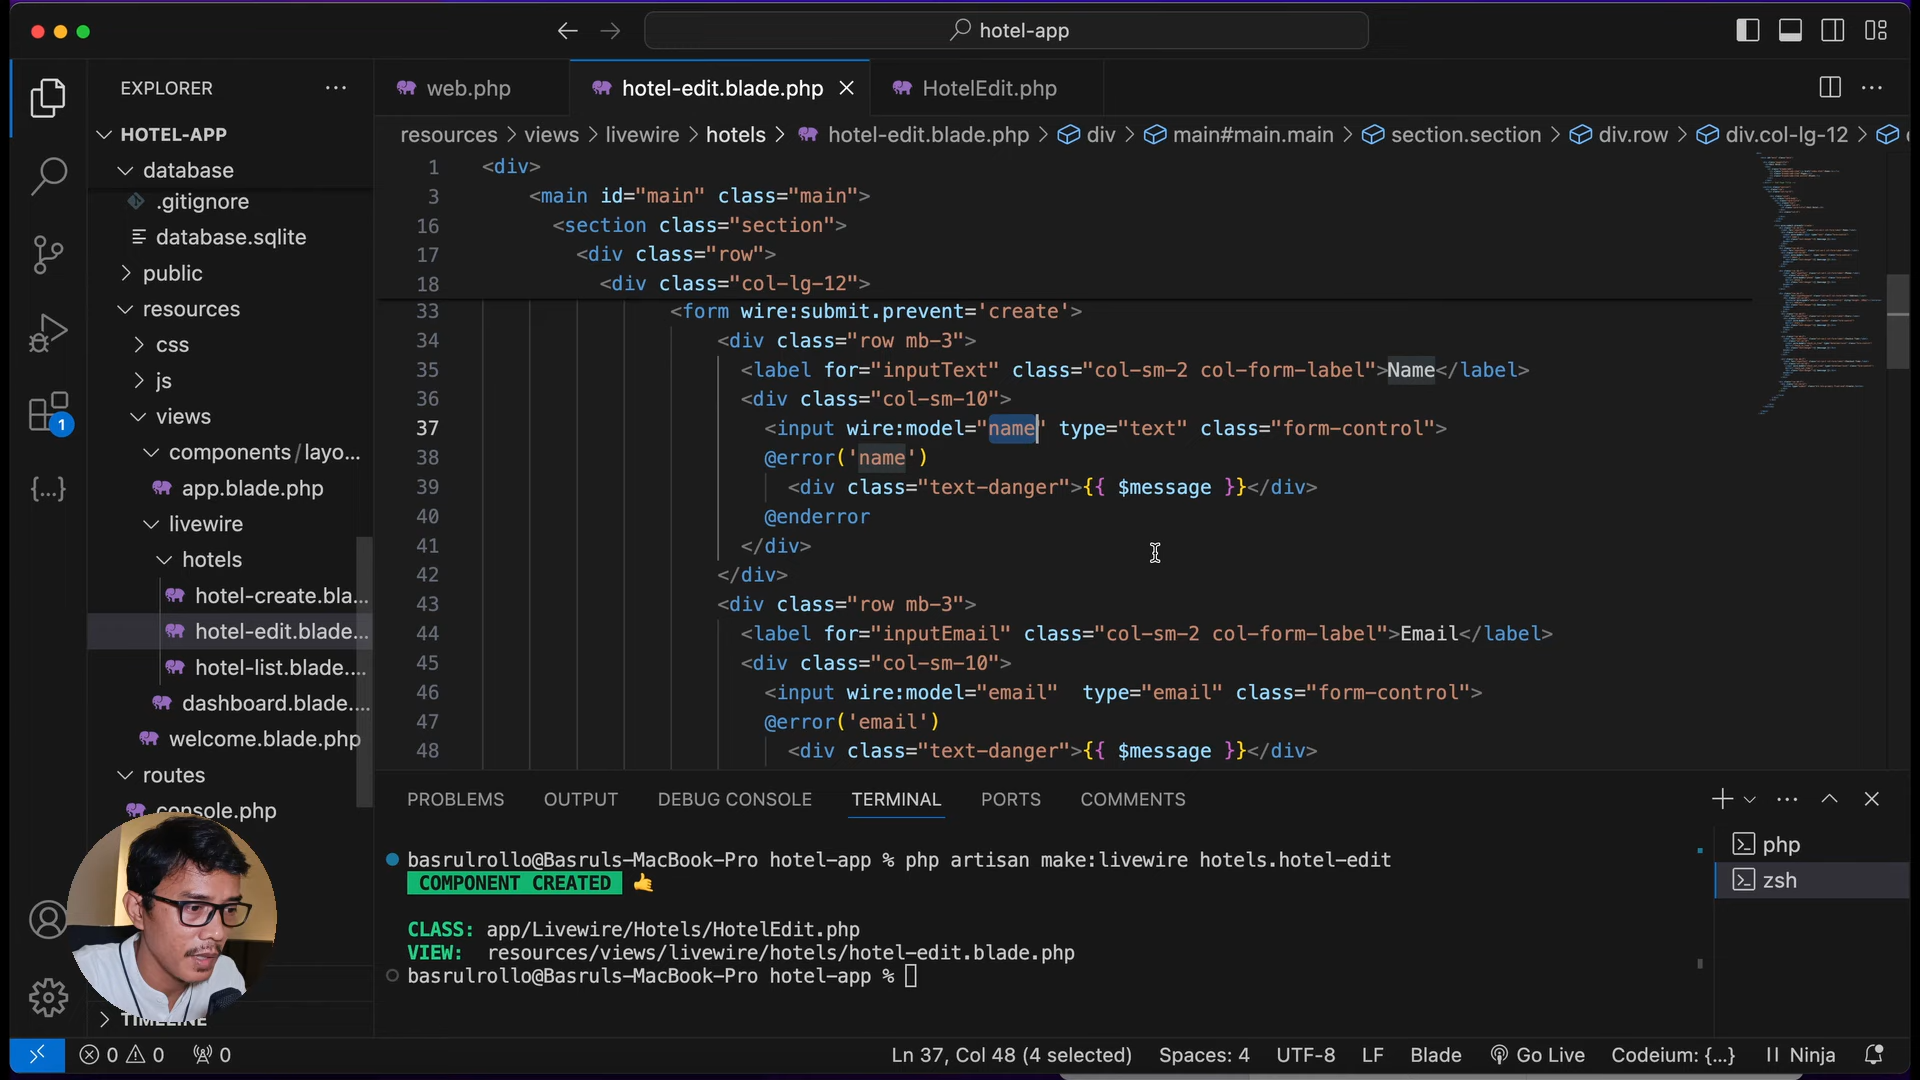 hotel-app
EXPLORER
HOTEL-APP
database
.gitignore
database.sqlite
public
resources
css
js
views
components/layo...
app.blade.php
livewire
hotels
hotel-create.bla...
hotel-edit.blade...
hotel-list.blade....
dashboard.blade....
welcome.blade.php
routes
console.php
TIMELINE
1
{...}
web.php
hotel-edit.blade.php
HotelEdit.php
resources > views > livewire > hotels > hotel-edit.blade.php > div > main#main.main > section.section > div.row > div.col-lg-12 >
1 <div>
3 <main id="main" class="main">
16 <section class="section">
17 <div class="row">
18 <div class="col-lg-12">
33 <form wire:submit.prevent='create'>
34 <div class="row mb-3">
35 <label for="inputText" class="col-sm-2 col-form-label">Name</label>
36 <div class="col-sm-10">
37 <input wire:model="name" type="text" class="form-control">
38 @error('name')
39 <div class="text-danger">{{ $message }}</div>
40 @enderror
41 </div>
42 </div>
43 <div class="row mb-3">
44 <label for="inputEmail" class="col-sm-2 col-form-label">Email</label>
45 <div class="col-sm-10">
46 <input wire:model="email"  type="email" class="form-control">
47 @error('email')
48 <div class="text-danger">{{ $message }}</div>
PROBLEMS OUTPUT DEBUG CONSOLE TERMINAL PORTS COMMENTS
basrulrollo@Basruls-MacBook-Pro hotel-app % php artisan make:livewire hotels.hotel-edit
COMPONENT CREATED 🤙
CLASS: app/Livewire/Hotels/HotelEdit.php
VIEW: resources/views/livewire/hotels/hotel-edit.blade.php
basrulrollo@Basruls-MacBook-Pro hotel-app %
php
zsh
0 0 0 Ln 37, Col 48 (4 selected) Spaces: 4 UTF-8 LF Blade Go Live Codeium: {...} Ninja